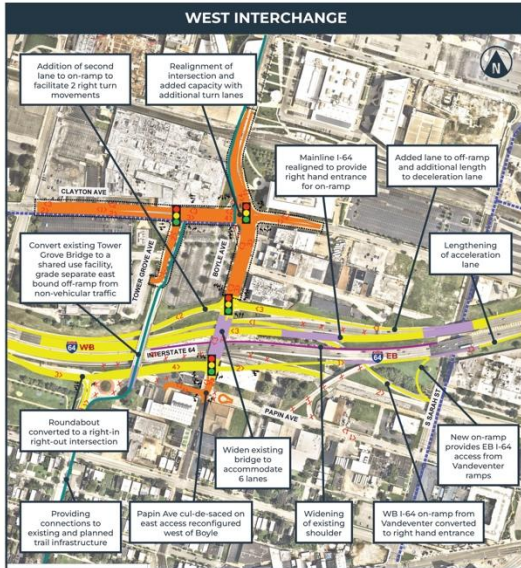 WEST INTERCHANGE
N
Addition of second
lane to on-ramp to
facilitate 2 right turn
movements
Realignment of
intersection and
added capacity with
additional turn lanes
Mainline I-64
realigned to provide
right hand entrance
for on-ramp
Added lane to off-ramp
and additional length
to deceleration lane
CLAYTON AVE
Convert existing Tower
Grove Bridge to a
shared use facility,
grade separate east
bound off-ramp from
non-vehicular traffic
TOWER GROVE AVE
BOYLE AVE
Lengthening
of acceleration
lane
64 WB
INTERSTATE 64
64 EB
PAPIN AVE
S SARAH ST
Roundabout
converted to a right-in
right-out intersection
Widen existing
bridge to
accommodate
6 lanes
New on-ramp
provides EB I-64
access from
Vandeventer
ramps
Providing
connections to
existing and planned
trail infrastructure
Papin Ave cul-de-saced on
east access reconfigured
west of Boyle
Widening
of existing
shoulder
WB I-64 on-ramp from
Vandeventer converted
to right hand entrance